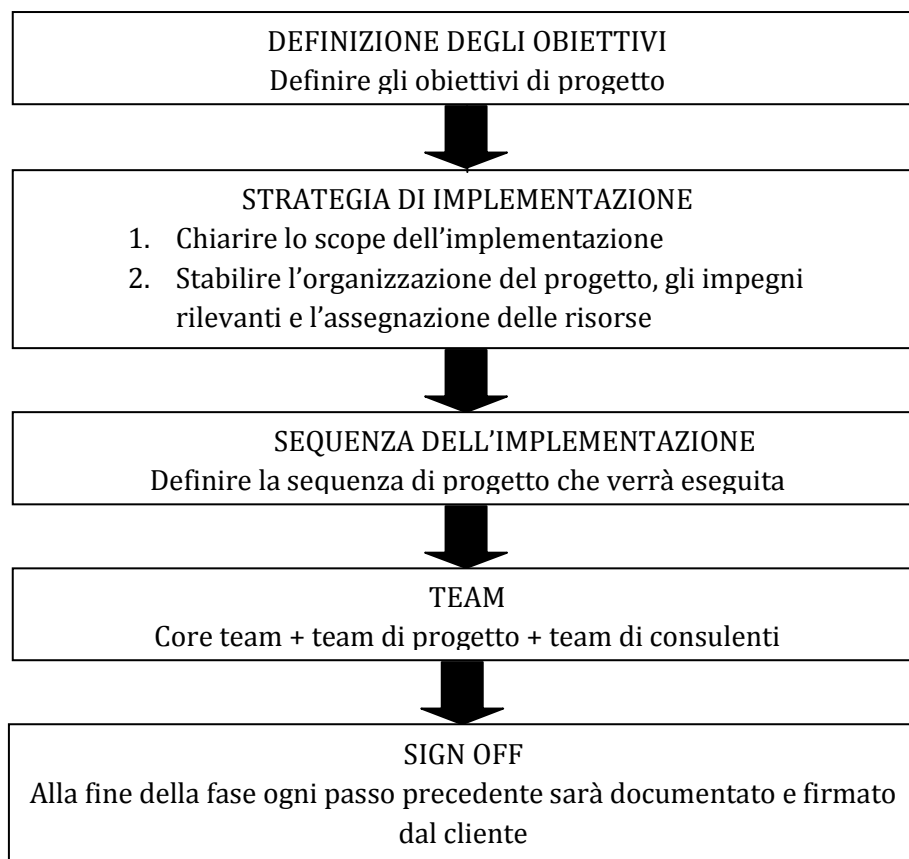 DEFINIZIONE DEGLI OBIETTIVI
Definire gli obiettivi di progetto
STRATEGIA DI IMPLEMENTAZIONE
1. Chiarire lo scope dell’implementazione
2. Stabilire l’organizzazione del progetto, gli impegni
rilevanti e l’assegnazione delle risorse
SEQUENZA DELL’IMPLEMENTAZIONE
Definire la sequenza di progetto che verrà eseguita
TEAM
Core team + team di progetto + team di consulenti
SIGN OFF
Alla fine della fase ogni passo precedente sarà documentato e firmato
dal cliente